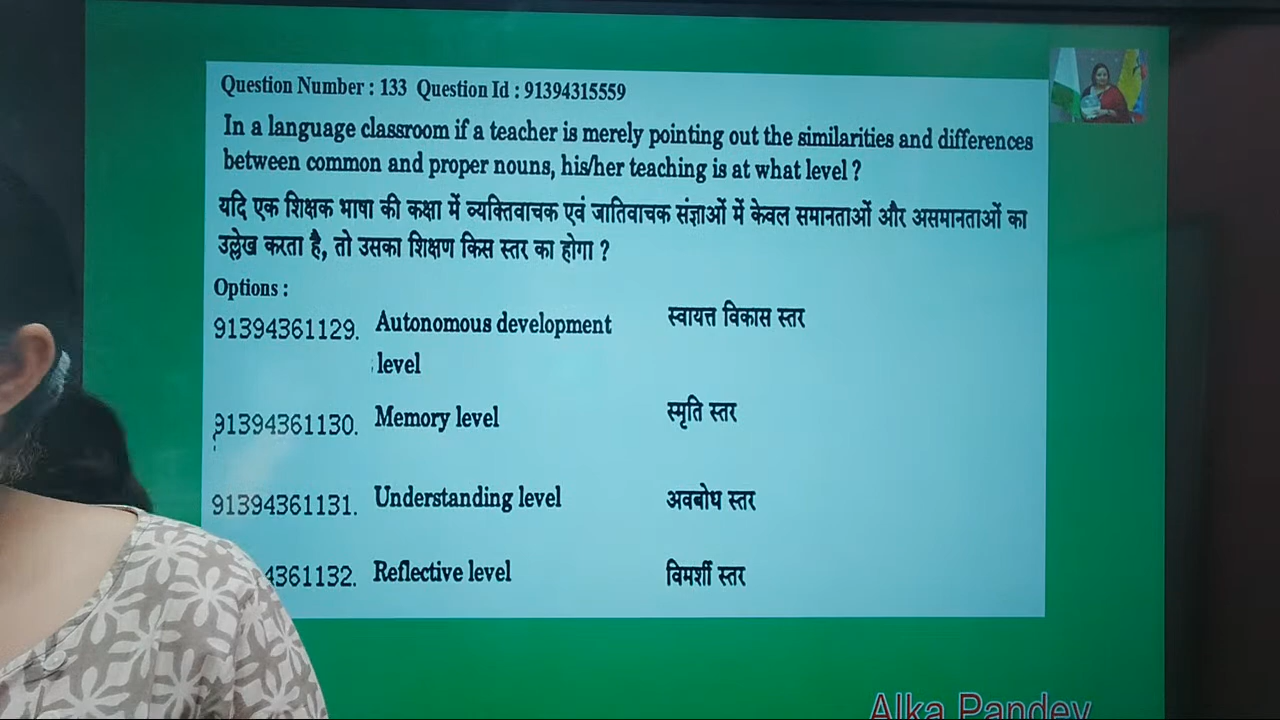 Question Number : 133 Question Id : 91394315559
In a language classroom if a teacher is merely pointing out the similarities and differences
between common and proper nouns, his/her teaching is at what level ?
यदि एक शिक्षक भाषा की कक्षा में व्यक्तिवाचक एवं जातिवाचक संज्ञाओं में केवल समानताओं और असमानताओं का
उल्लेख करता है, तो उसका शिक्षण किस स्तर का होगा ?
Options :
91394361129. Autonomous development स्वायत्त विकास स्तर
level
91394361130. Memory level स्मृति स्तर
91394361131. Understanding level अवबोध स्तर
4361132. Reflective level विमर्शी स्तर
Alka Pandey